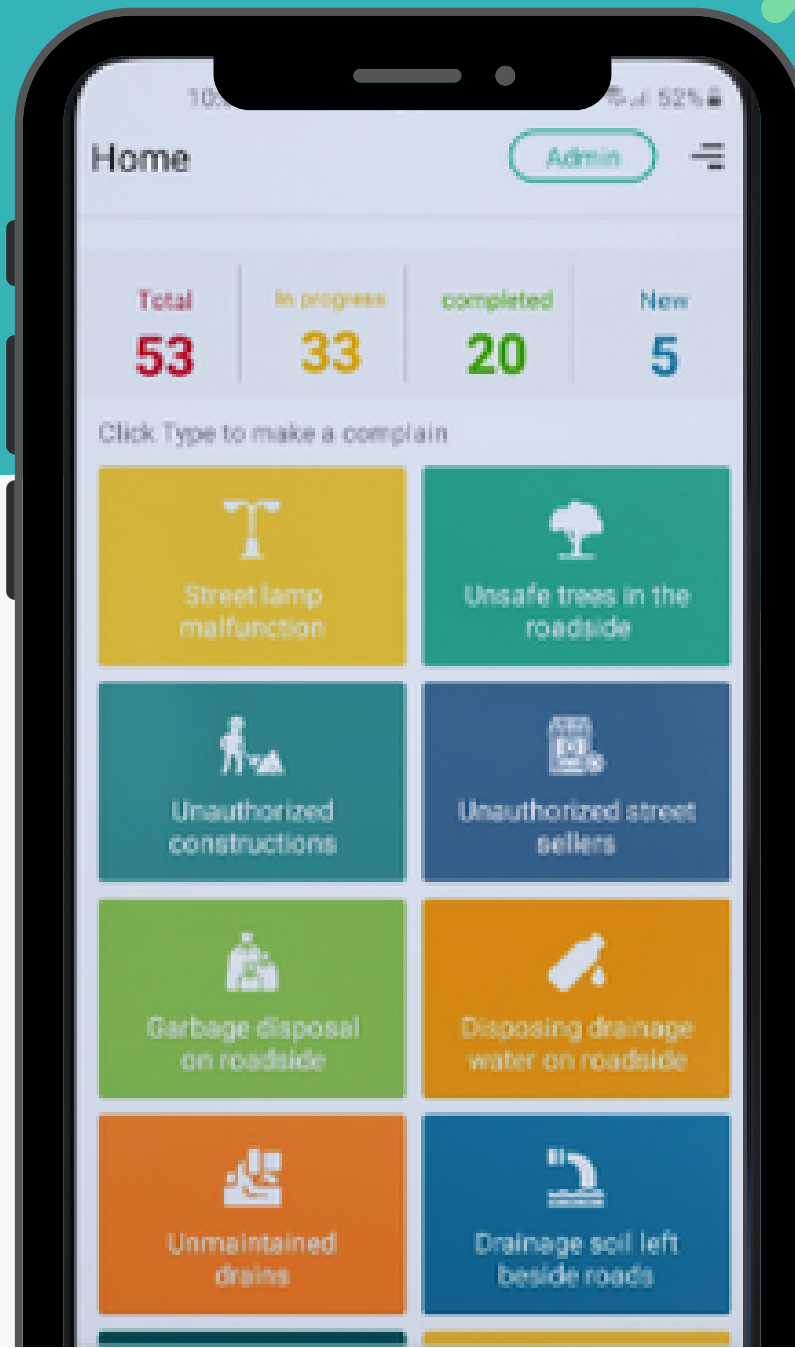 52%
Home
Admin
Total
In progress
completed
New
53
33
20
5
Click Type to make a complain
Street lamp
malfunction
Unsafe trees in the
roadside
Unauthorized
constructions
Unauthorized street
sellers
Garbage disposal
on roadside
Disposing drainage
water on roadside
Unmaintained
drains
Drainage soil left
beside roads